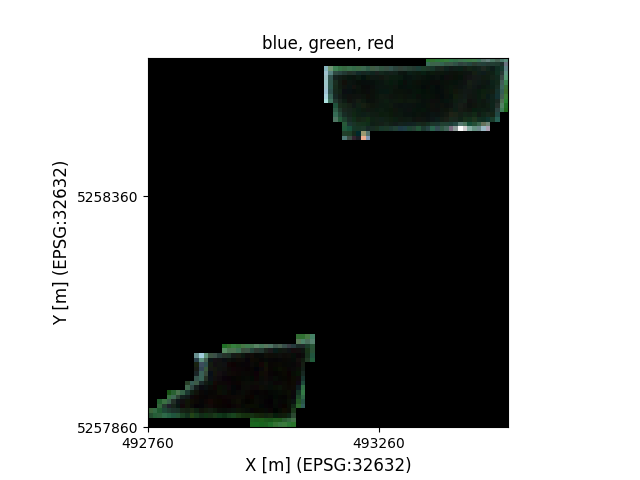 blue, green, red
Y [m] (EPSG:32632)
5258360
5257860
492760
493260
X [m] (EPSG:32632)